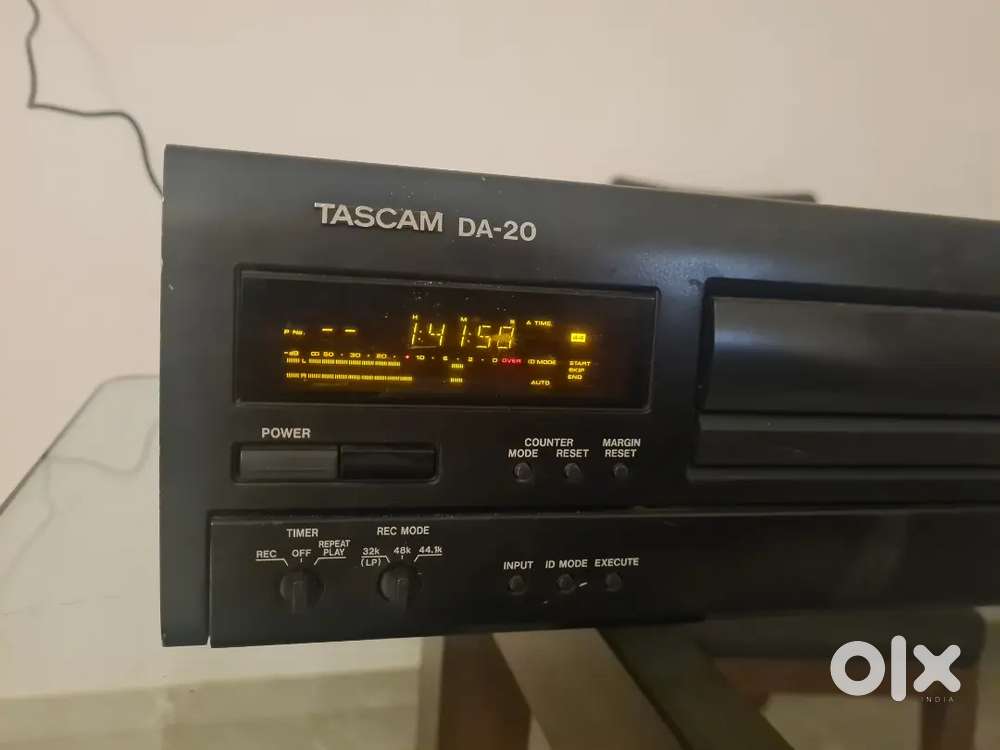 TASCAM DA-20
H M S ▲ TIME
P No. -- 1:41:50
-dB ∞ 50 · 30 · 20 · • 10 · 6 · 2 · 0 OVER ID MODE START
L SKIP
R AUTO END
POWER
COUNTER MARGIN
MODE RESET RESET
TIMER REC MODE
REC OFF REPEAT PLAY 32k (LP) 48k 44.1k
INPUT ID MODE EXECUTE
olx
INDIA